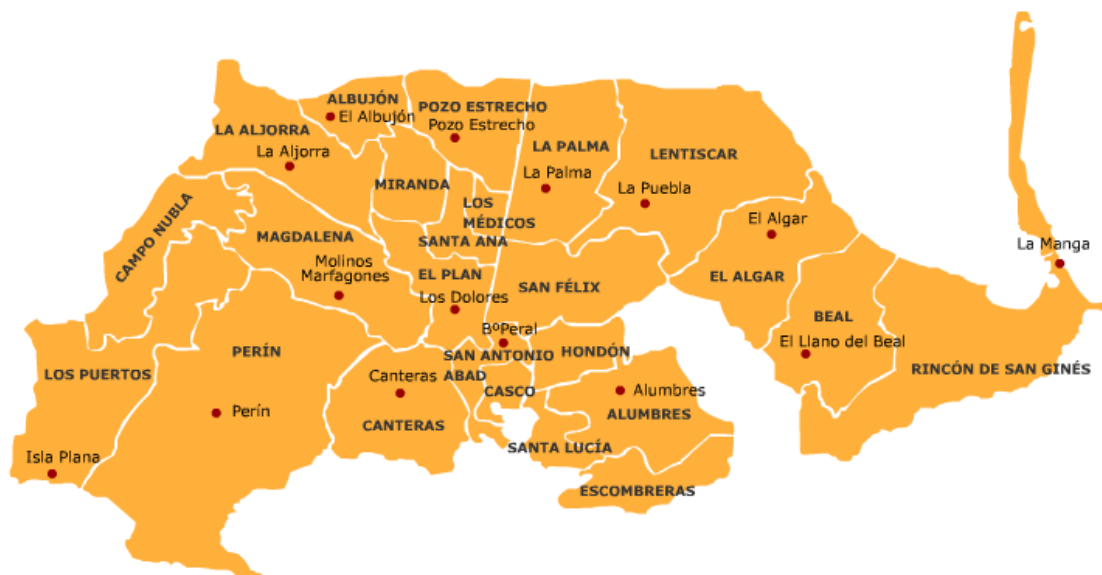 ALBUJÓN
El Albujón
POZO ESTRECHO
Pozo Estrecho
LA ALJORRA
La Aljorra
LA PALMA
La Palma
LENTISCAR
La Puebla
MIRANDA
LOS
MÉDICOS
CAMPO NUBLA
MAGDALENA
Molinos
Marfagones
SANTA ANA
El Algar
EL ALGAR
La Manga
EL PLAN
Los Dolores
SAN FÉLIX
BEAL
El Llano del Beal
BºPeral
SAN ANTONIO
ABAD
HONDÓN
PERÍN
Perín
LOS PUERTOS
RINCÓN DE SAN GINÉS
Canteras
CANTERAS
CASCO
Alumbres
ALUMBRES
SANTA LUCÍA
Isla Plana
ESCOMBRERAS